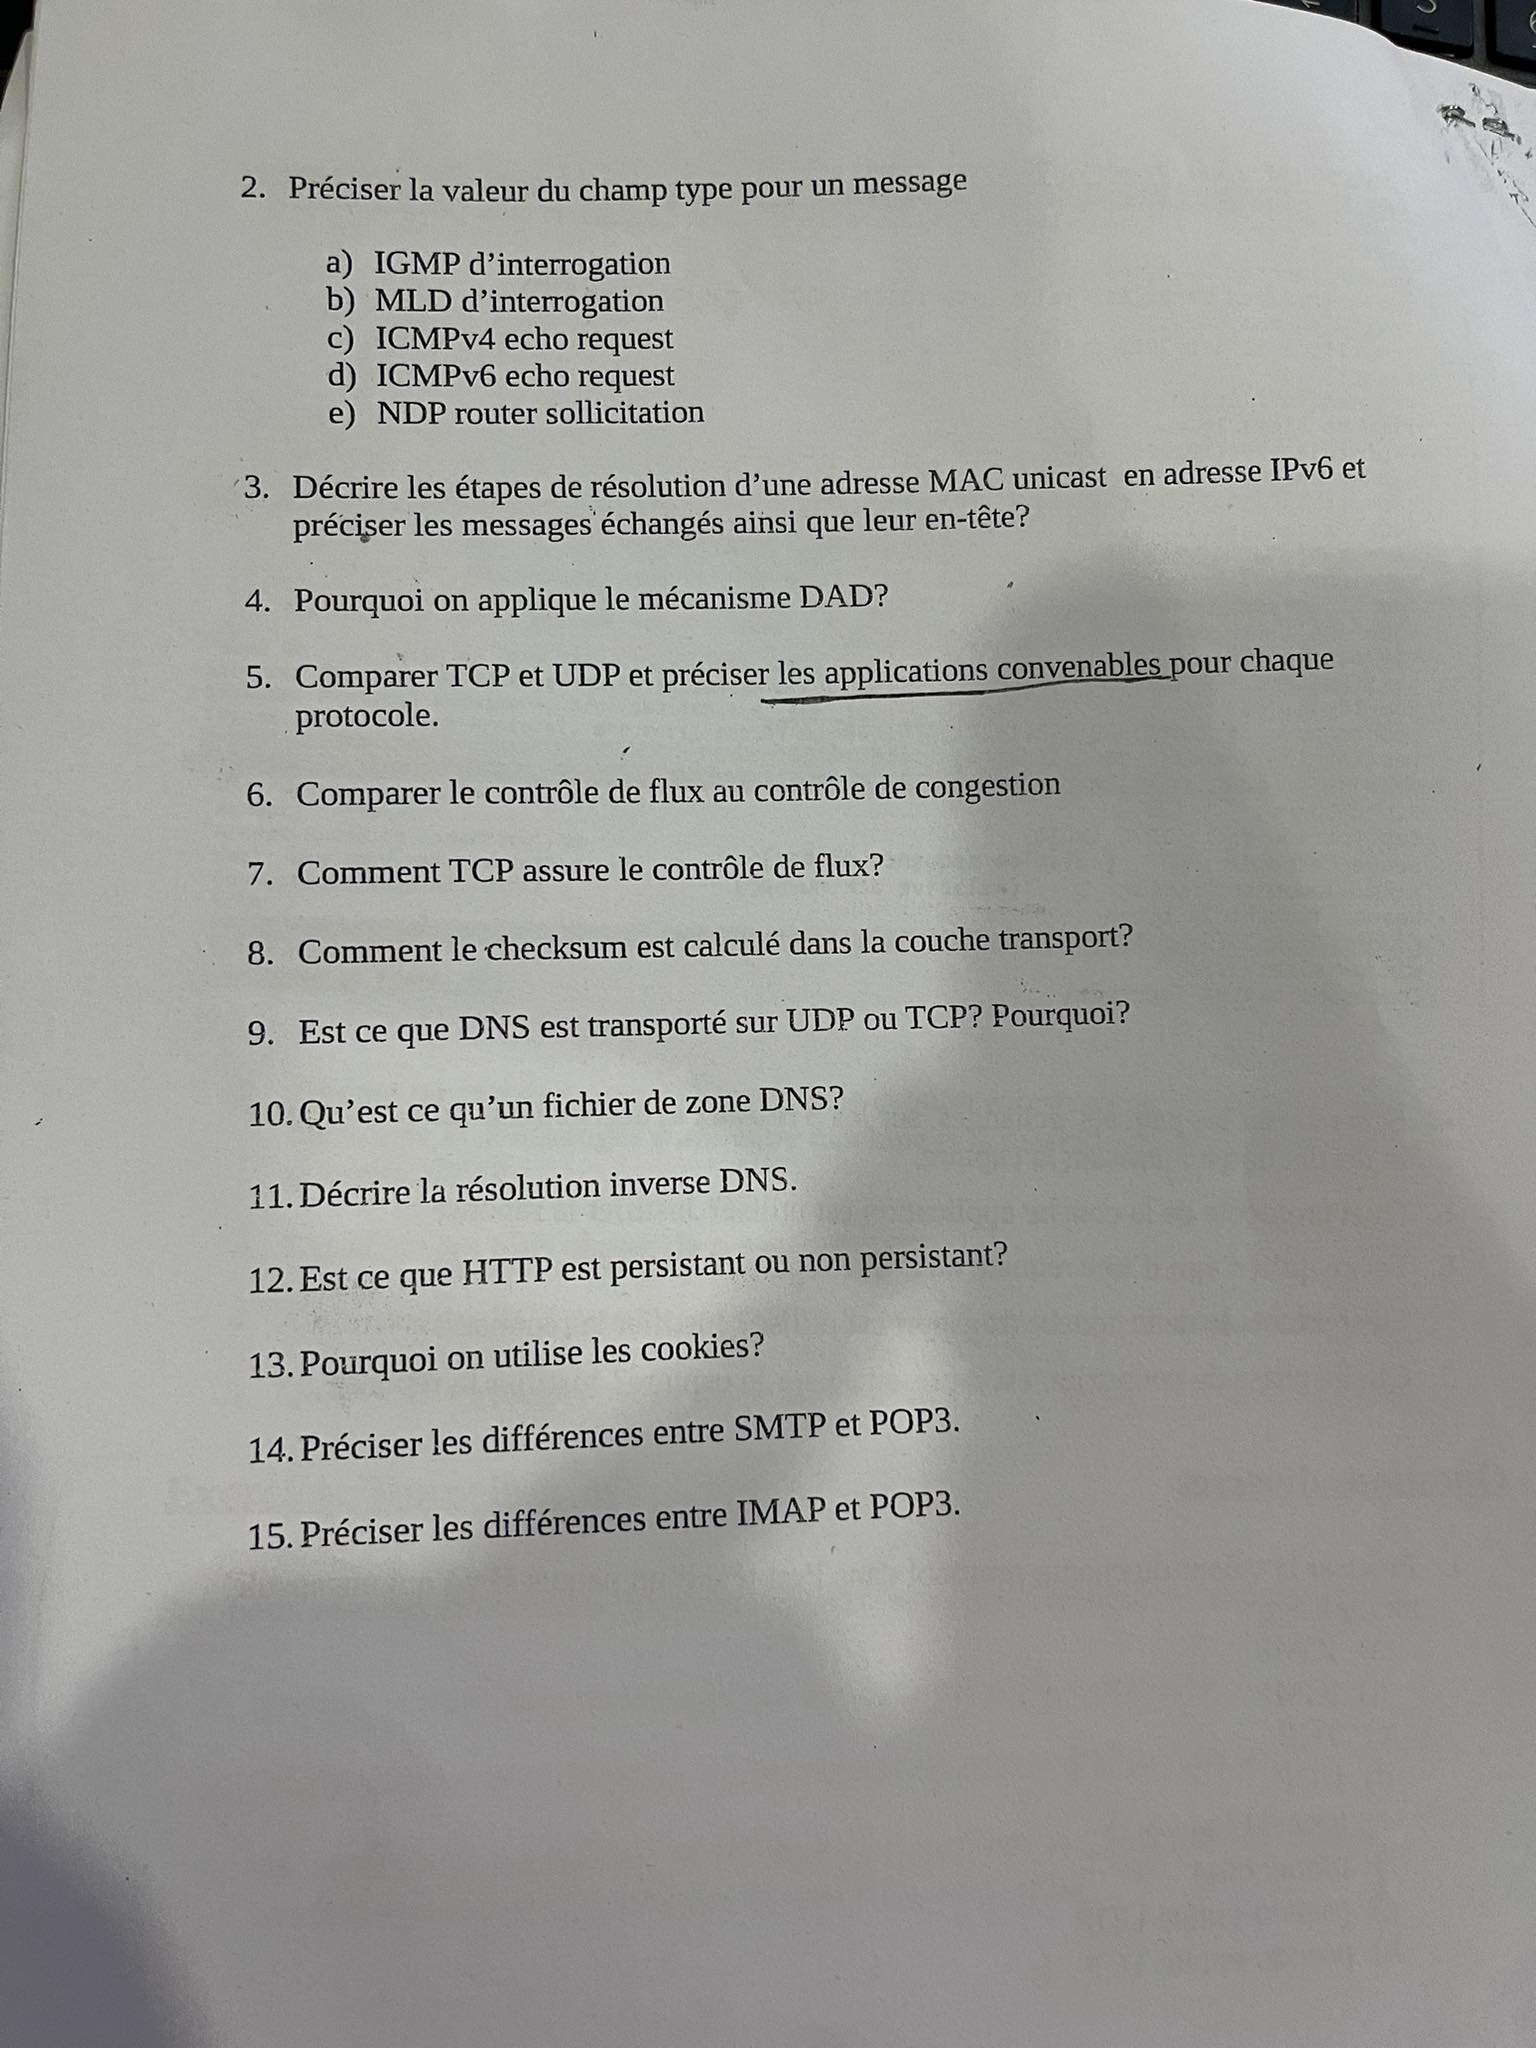 2. Préciser la valeur du champ type pour un message
a) IGMP d’interrogation
b) MLD d’interrogation
c) ICMPv4 echo request
d) ICMPv6 echo request
e) NDP router sollicitation
3. Décrire les étapes de résolution d’une adresse MAC unicast en adresse IPv6 et
préciser les messages échangés ainsi que leur en-tête?
4. Pourquoi on applique le mécanisme DAD?
5. Comparer TCP et UDP et préciser les applications convenables pour chaque
protocole.
6. Comparer le contrôle de flux au contrôle de congestion
7. Comment TCP assure le contrôle de flux?
8. Comment le checksum est calculé dans la couche transport?
9. Est ce que DNS est transporté sur UDP ou TCP? Pourquoi?
10. Qu’est ce qu’un fichier de zone DNS?
11. Décrire la résolution inverse DNS.
12. Est ce que HTTP est persistant ou non persistant?
13. Pourquoi on utilise les cookies?
14. Préciser les différences entre SMTP et POP3.
15. Préciser les différences entre IMAP et POP3.